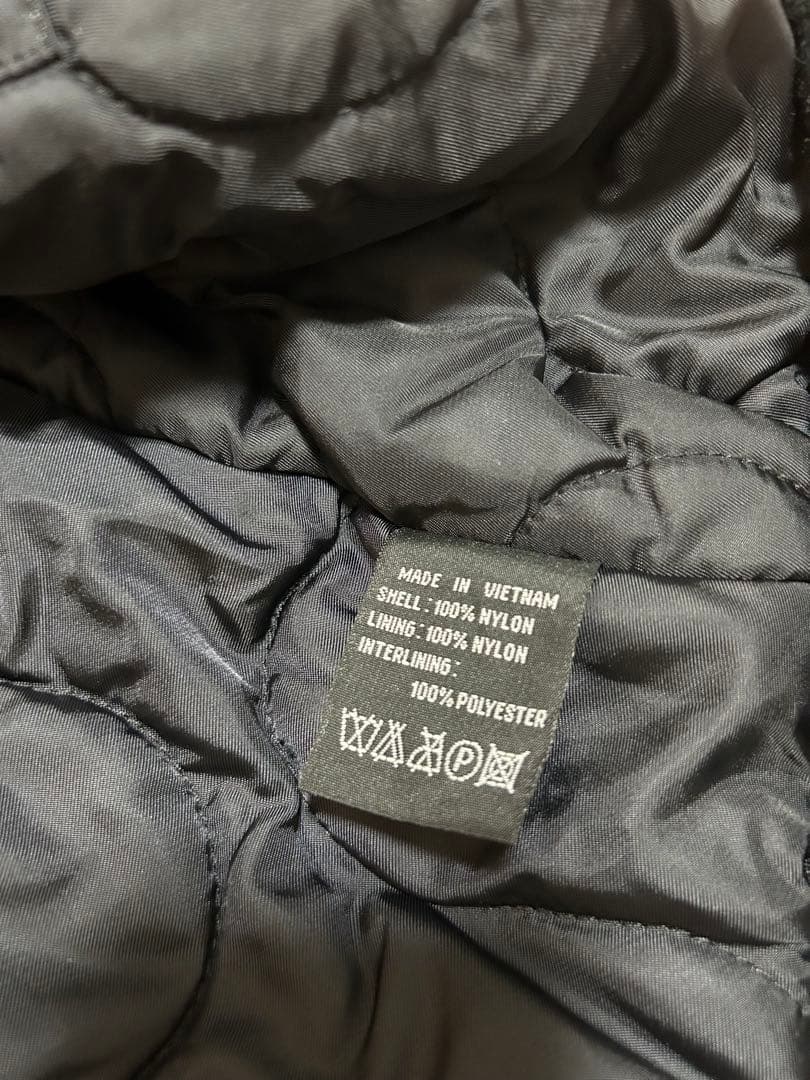 MADE IN VIETNAM
SHELL: 100% NYLON
LINING: 100% NYLON
INTERLINING:
100% POLYESTER
P